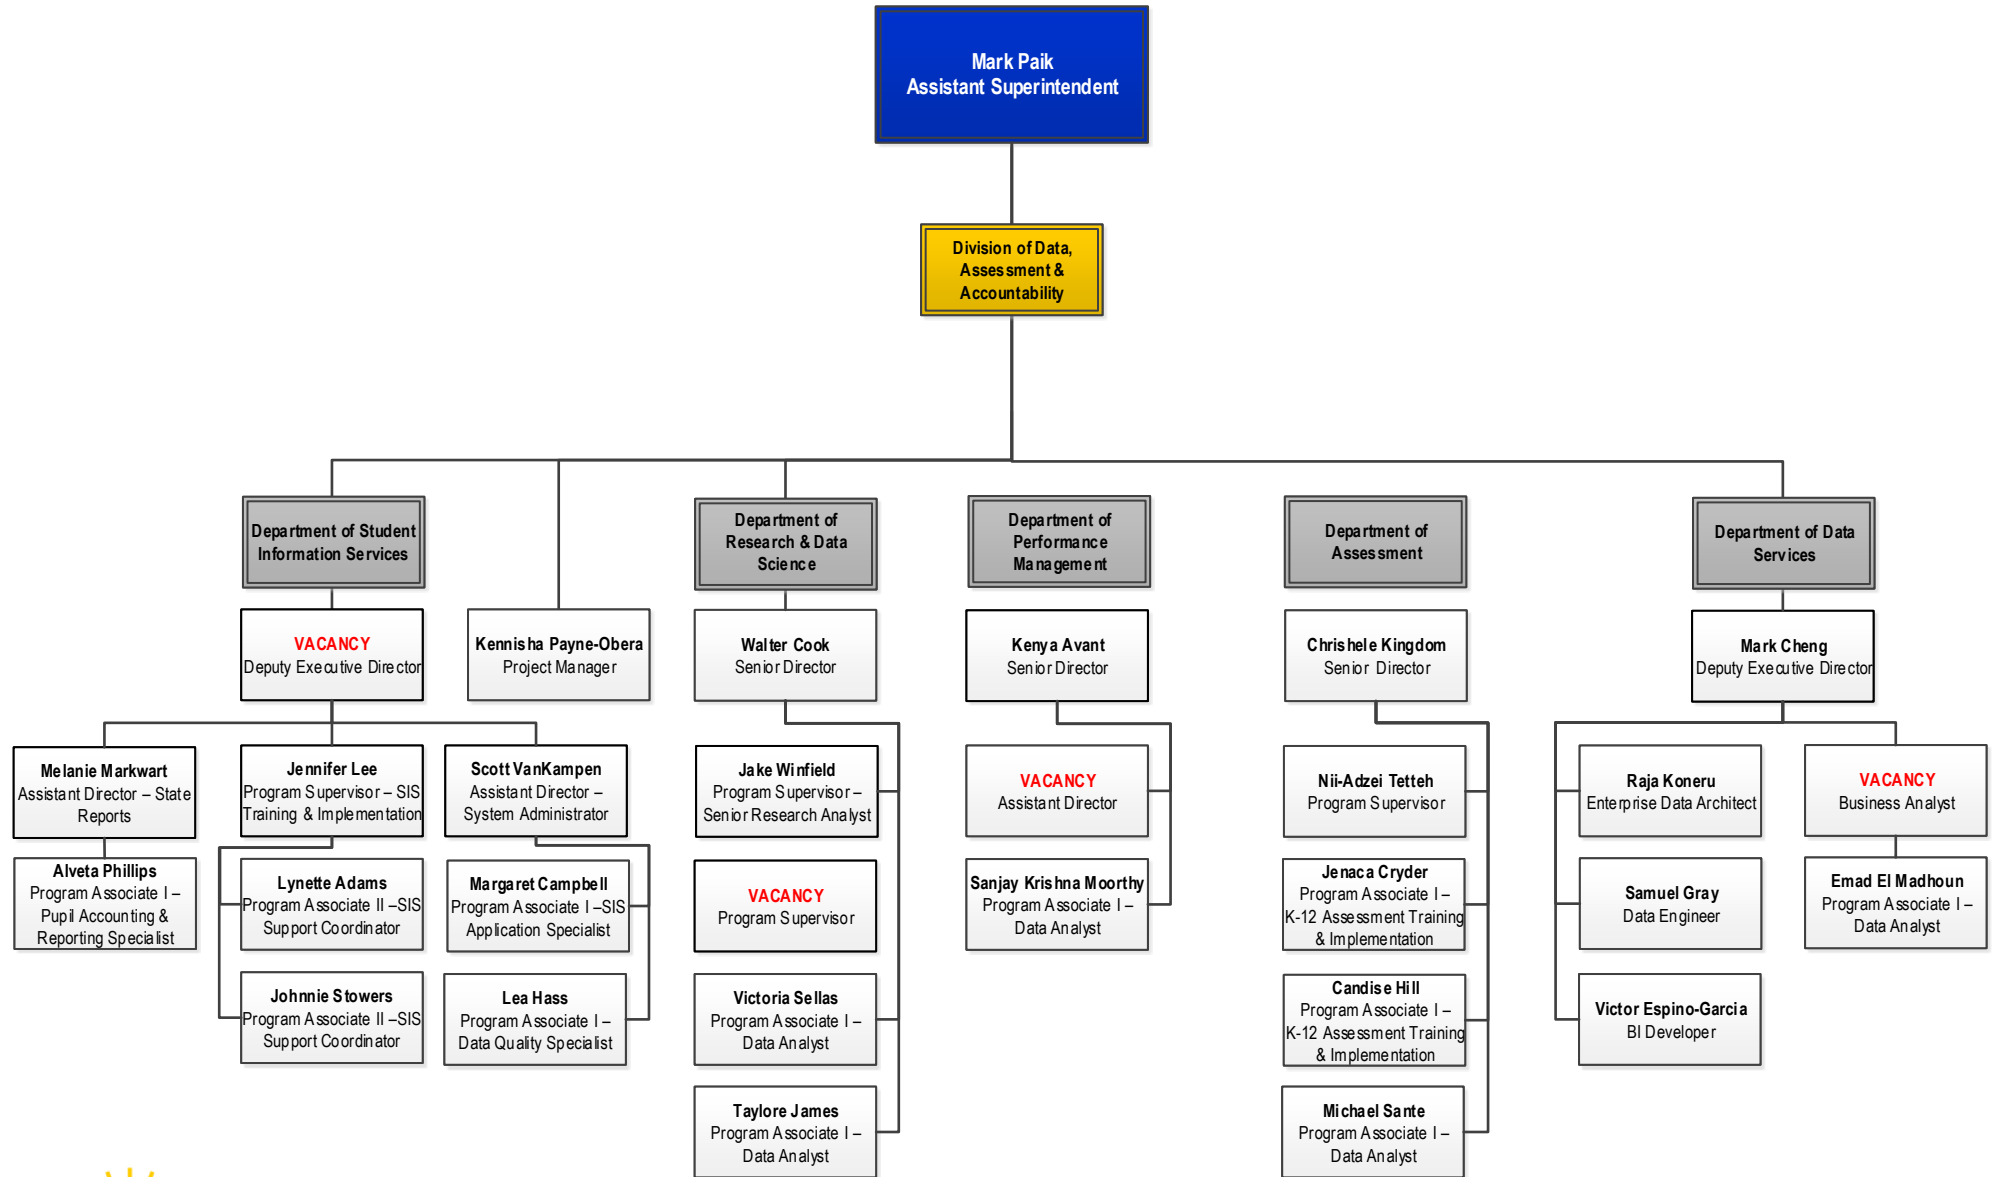 Mark Paik
Assistant Superintendent
Division of Data,
Assessment &
Accountability
Department of Student
Information Services
Department of
Research & Data
Science
Department of
Performance
Management
Department of
Assessment
Department of Data
Services
VACANCY
Deputy Executive Director
Kennisha Payne-Obera
Project Manager
Walter Cook
Senior Director
Kenya Avant
Senior Director
Chrishele Kingdom
Senior Director
Mark Cheng
Deputy Executive Director
Melanie Markwart
Assistant Director – State
Reports
Jennifer Lee
Program Supervisor – SIS
Training & Implementation
Scott VanKampen
Assistant Director –
System Administrator
Jake Winfield
Program Supervisor –
Senior Research Analyst
VACANCY
Assistant Director
Nii-Adzei Tetteh
Program Supervisor
Raja Koneru
Enterprise Data Architect
VACANCY
Business Analyst
Alveta Phillips
Program Associate I –
Pupil Accounting &
Reporting Specialist
Lynette Adams
Program Associate II –SIS
Support Coordinator
Margaret Campbell
Program Associate I –SIS
Application Specialist
VACANCY
Program Supervisor
Sanjay Krishna Moorthy
Program Associate I –
Data Analyst
Jenaca Cryder
Program Associate I –
K-12 Assessment Training
& Implementation
Samuel Gray
Data Engineer
Emad El Madhoun
Program Associate I –
Data Analyst
Johnnie Stowers
Program Associate II –SIS
Support Coordinator
Lea Hass
Program Associate I –
Data Quality Specialist
Victoria Sellas
Program Associate I –
Data Analyst
Candise Hill
Program Associate I –
K-12 Assessment Training
& Implementation
Victor Espino-Garcia
BI Developer
Taylore James
Program Associate I –
Data Analyst
Michael Sante
Program Associate I –
Data Analyst